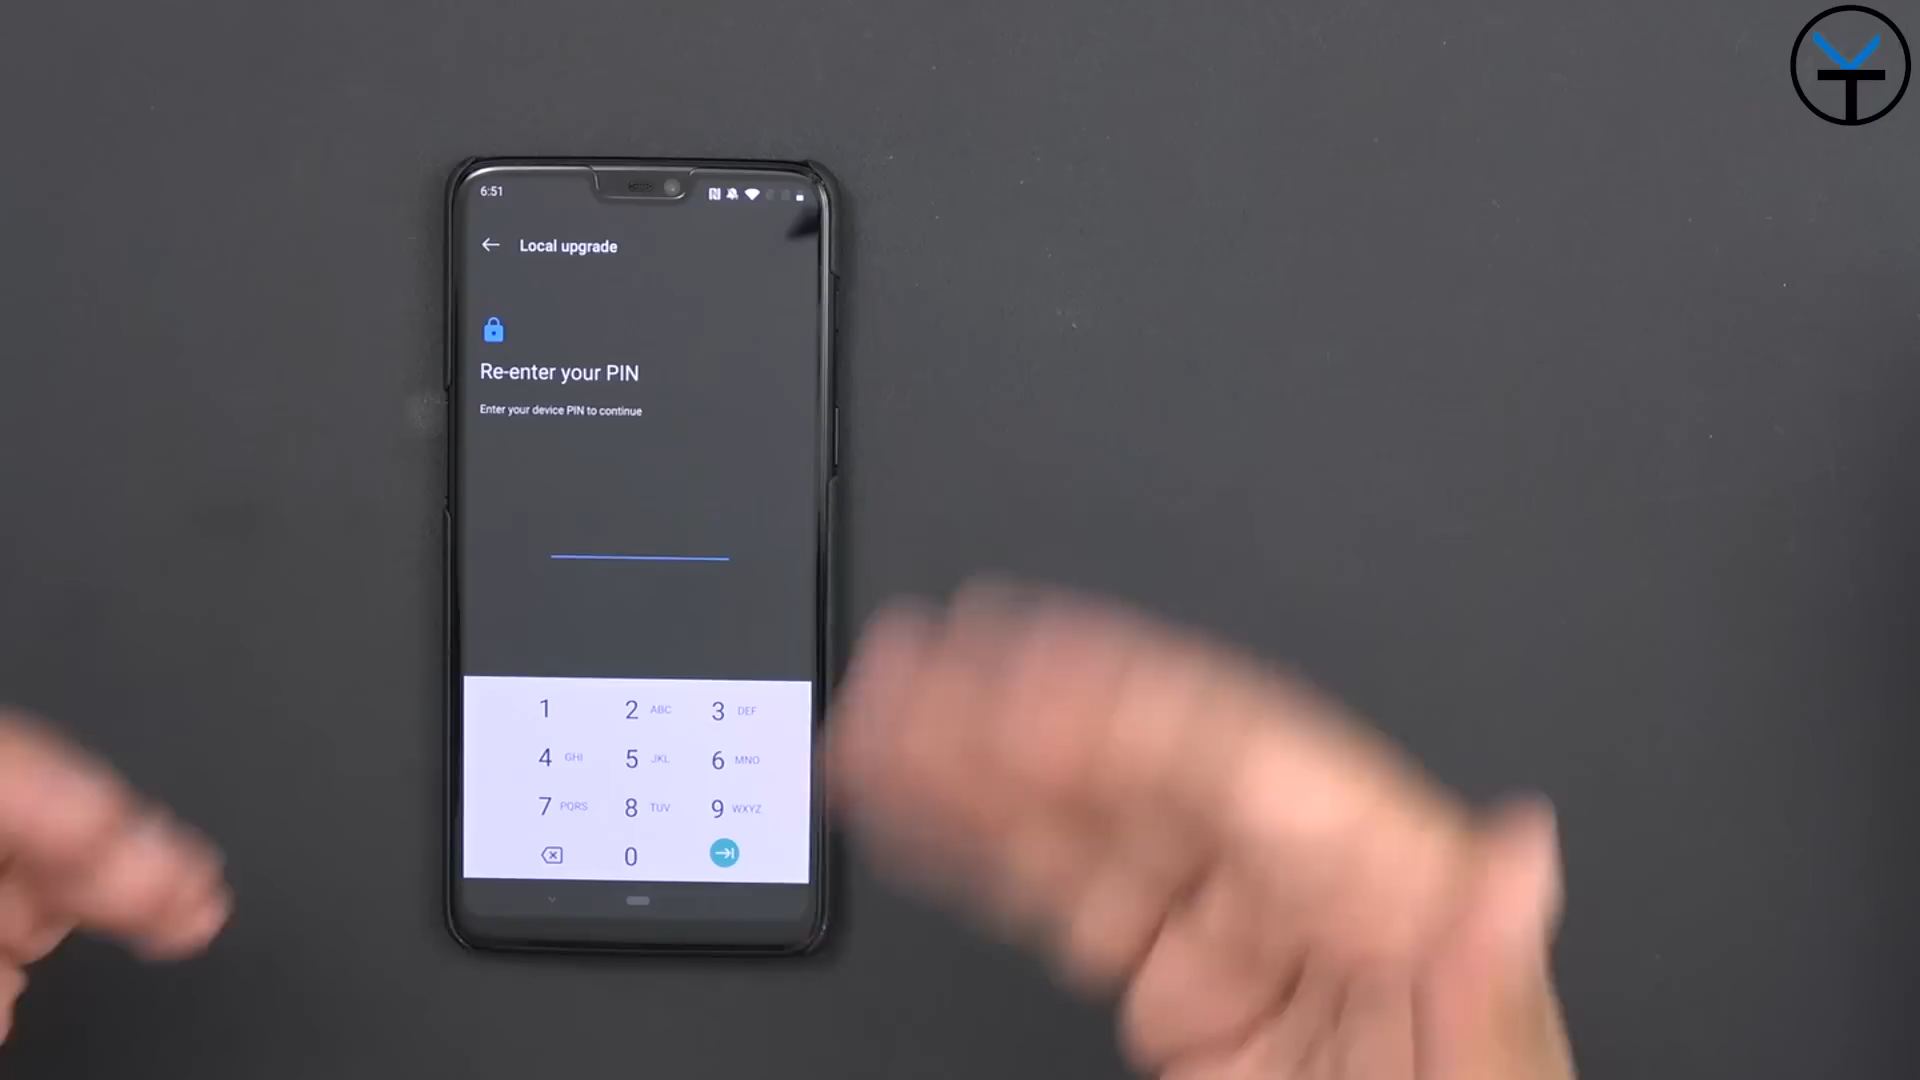 6:51
Local upgrade
Re-enter your PIN
Enter your device PIN to continue
1 2 ABC 3 DEF
4 GHI 5 JKL 6 MNO
7 PQRS 8 TUV 9 WXYZ
0